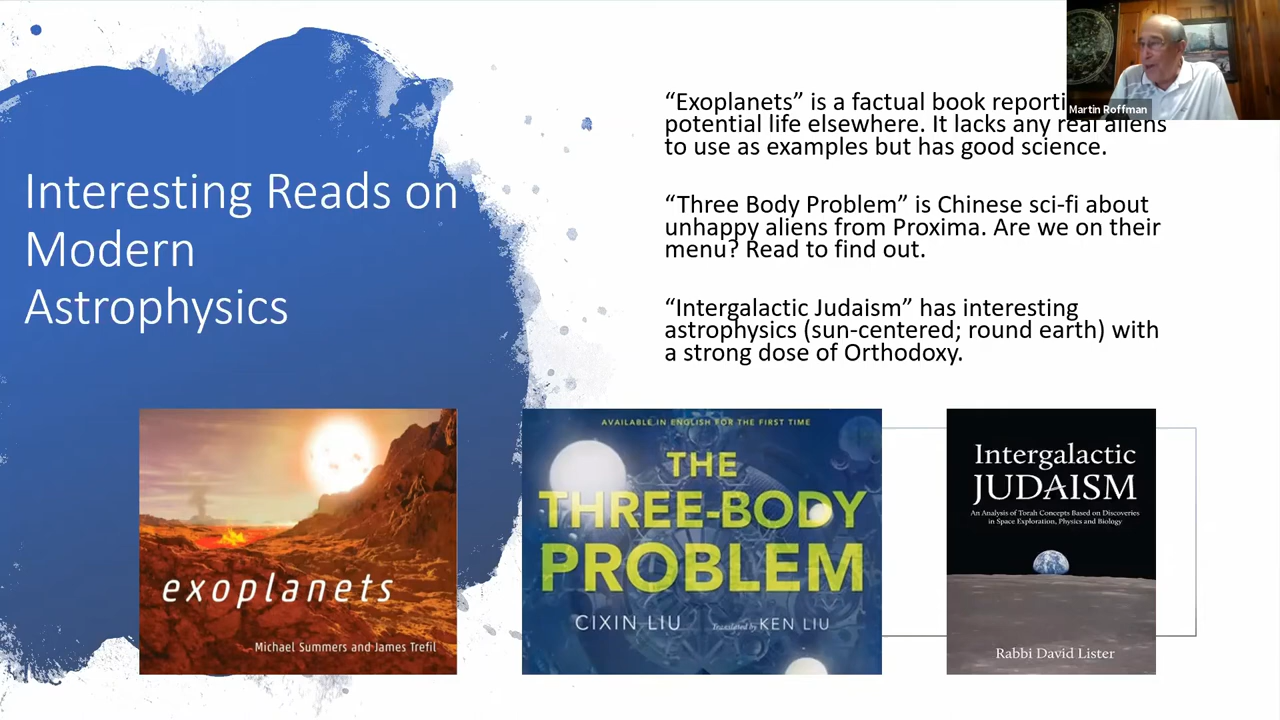 Interesting Reads on
Modern
Astrophysics
“Exoplanets” is a factual book
potential life elsewhere. It lacks any real aliens
to use as examples but has good science.
“Three Body Problem” is Chinese sci-fi about
unhappy aliens from Proxima. Are we on their
menu? Read to find out.
“Intergalactic Judaism” has interesting
astrophysics (sun-centered; round earth) with
a strong dose of Orthodoxy.
Martin Roffman
exoplanets
Michael Summers and James Trefil
AVAILABLE IN ENGLISH FOR THE FIRST TIME
THE
THREE-BODY
PROBLEM
CIXIN LIU Translated by KEN LIU
Intergalactic
JUDAISM
An Analysis of Torah Concepts Based on Discoveries
in Space Exploration, Physics and Biology
Rabbi David Lister